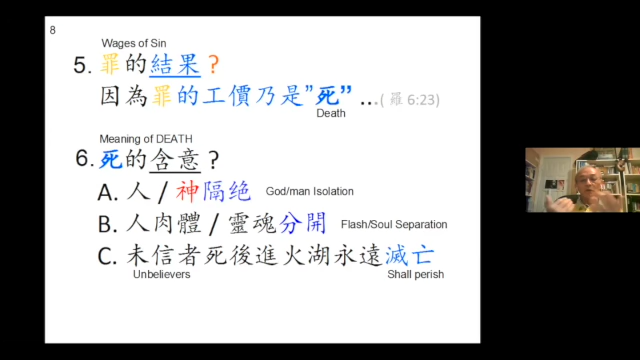 8
Wages of Sin
5. 罪的結果?
因為罪的工價乃是”死” ...( 羅 6:23)
Death
Meaning of DEATH
6. 死的含意?
A. 人 / 神隔绝 God/man Isolation
B. 人肉體 / 靈魂分開 Flash/Soul Separation
C. 未信者死後進火湖永遠滅亡
Unbelievers Shall perish